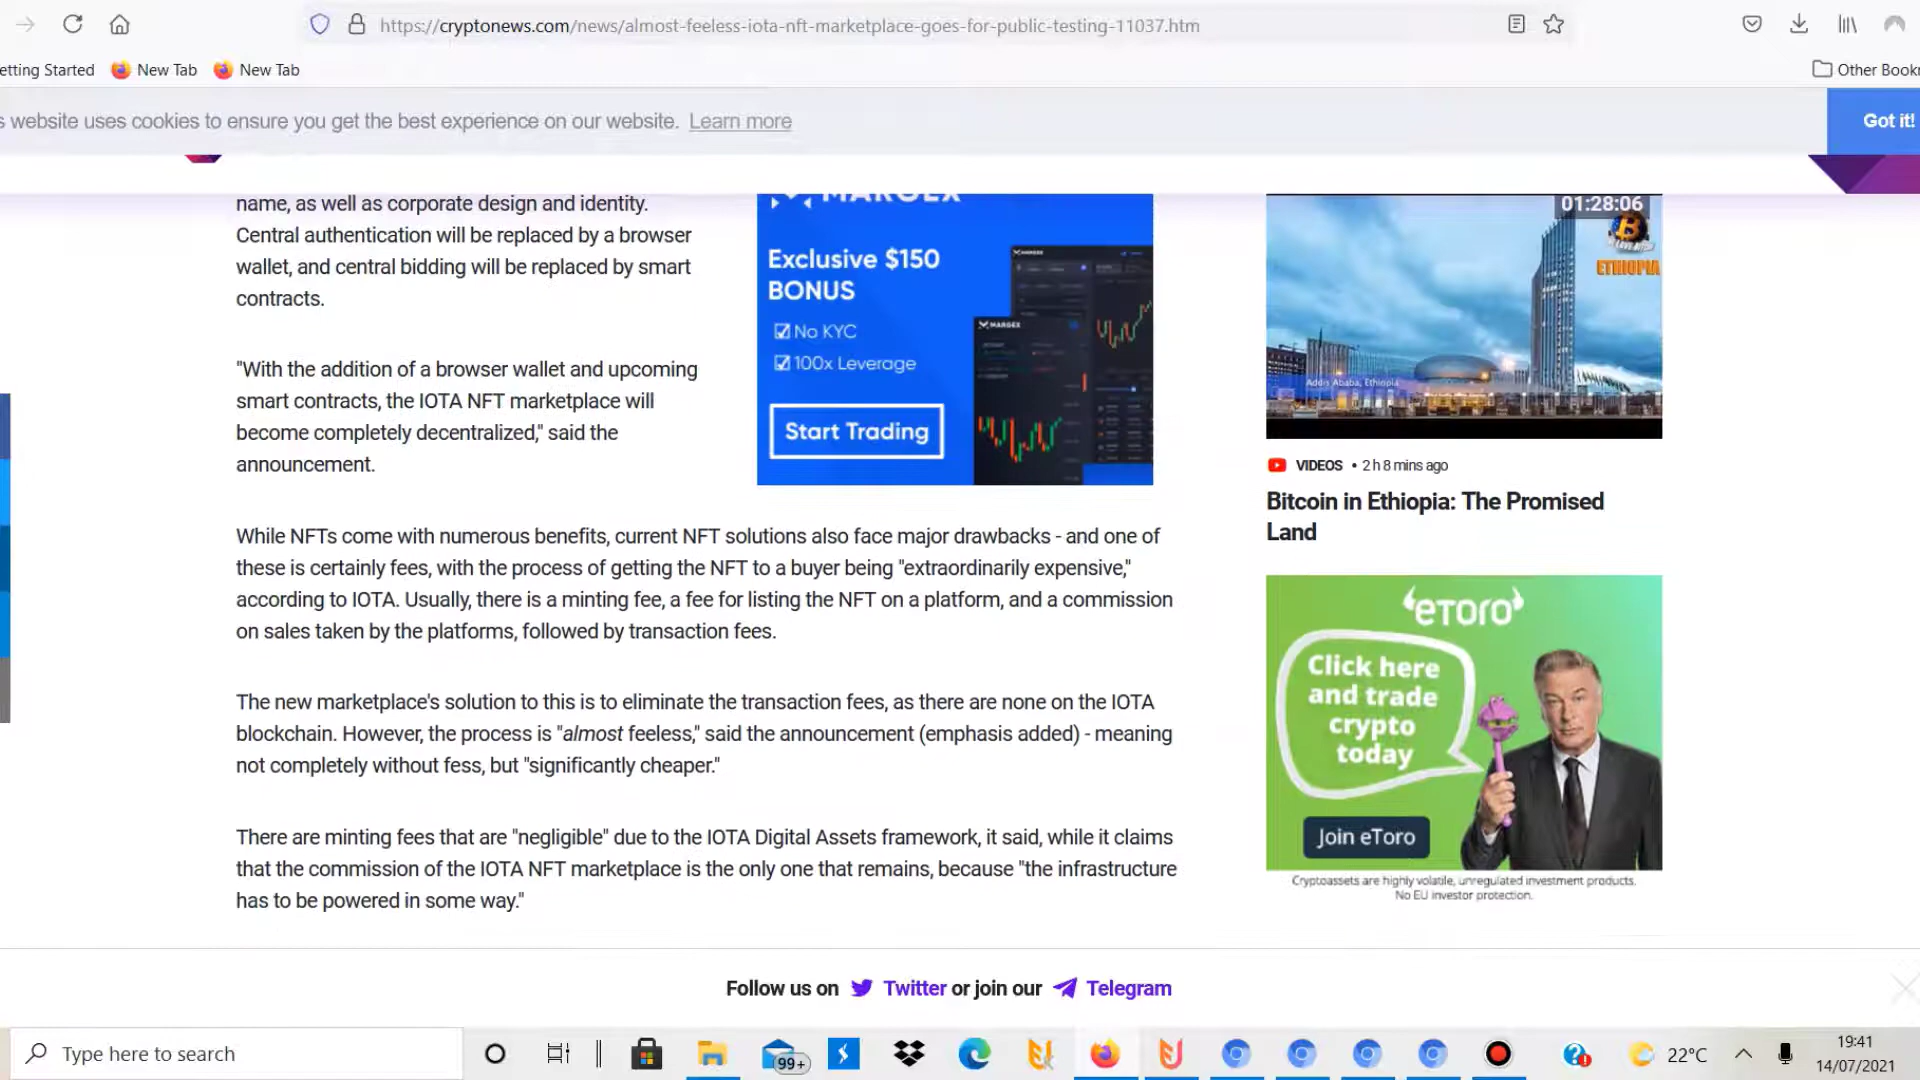 https://cryptonews.com/news/almost-feeless-iota-nft-marketplace-goes-for-public-testing-11037.htm
etting Started
New Tab
New Tab
Other Bookr
s website uses cookies to ensure you get the best experience on our website. Learn more
Got it!
name, as well as corporate design and identity.
Central authentication will be replaced by a browser
wallet, and central bidding will be replaced by smart
contracts.
"With the addition of a browser wallet and upcoming
smart contracts, the IOTA NFT marketplace will
become completely decentralized," said the
announcement.
MARGEX
Exclusive $150
BONUS
No KYC
100x Leverage
Start Trading
MARGEX
01:28:06
ETHIOPIA
Addis Ababa, Ethiopia
VIDEOS • 2 h 8 mins ago
Bitcoin in Ethiopia: The Promised
Land
While NFTs come with numerous benefits, current NFT solutions also face major drawbacks - and one of
these is certainly fees, with the process of getting the NFT to a buyer being "extraordinarily expensive,"
according to IOTA. Usually, there is a minting fee, a fee for listing the NFT on a platform, and a commission
on sales taken by the platforms, followed by transaction fees.
The new marketplace's solution to this is to eliminate the transaction fees, as there are none on the IOTA
blockchain. However, the process is "almost feeless," said the announcement (emphasis added) - meaning
not completely without fess, but "significantly cheaper."
There are minting fees that are "negligible" due to the IOTA Digital Assets framework, it said, while it claims
that the commission of the IOTA NFT marketplace is the only one that remains, because "the infrastructure
has to be powered in some way."
eToro
Click here
and trade
crypto
today
Join eToro
Cryptoassets are highly volatile, unregulated investment products.
No EU investor protection.
Follow us on Twitter or join our Telegram
Type here to search
99+
22°C
19:41
14/07/2021